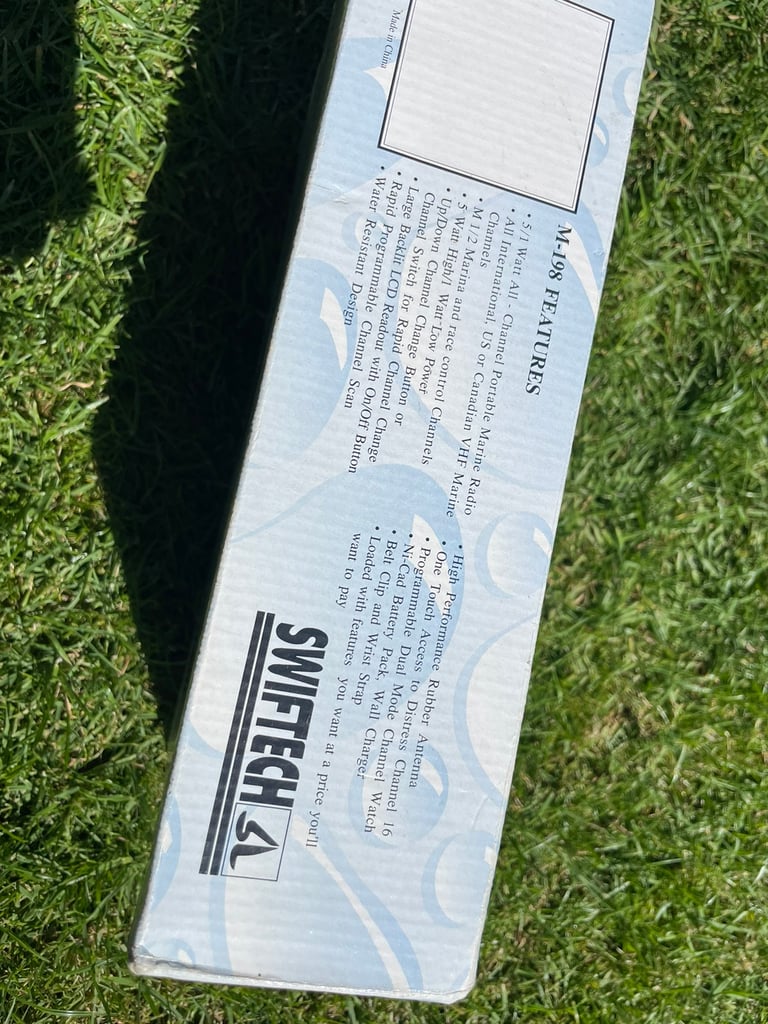 Made in China
M-198 FEATURES
• 5/1 Watt All - Channel Portable Marine Radio
• All International, US or Canadian VHF Marine
Channels
• M1/2 Marina and race control Channels
• 5 Watt High/1 Watt Low Power
• Up/Down Channel Change Button or
Channel Switch for Rapid Channel Change
• Large Backlit LCD Readout with On/Off Button
• Rapid Programmable Channel Scan
• Water Resistant Design
• High Performance Rubber Antenna
• One Touch Access to Distress Channel
• Programmable Dual Mode Channel 16
• Ni-Cad Battery Pack, Wall Charger
• Belt Clip and Wrist Strap
• Loaded with features you want at a price you'll
want to pay
SWIFTECH